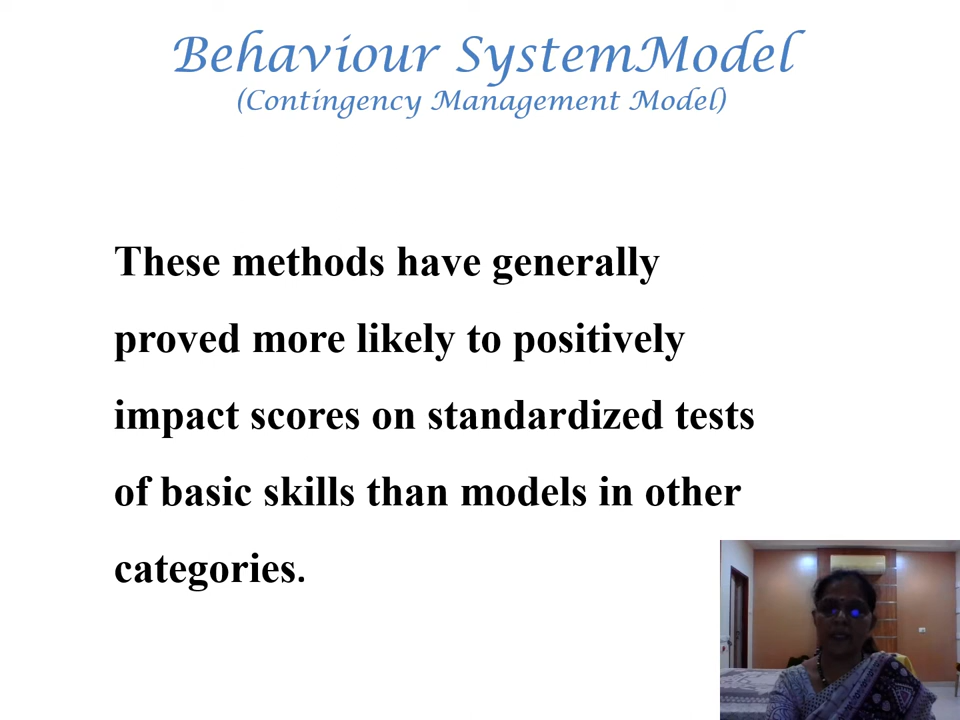 Behaviour SystemModel
(Contingency Management Model)
These methods have generally
proved more likely to positively
impact scores on standardized tests
of basic skills than models in other
categories.